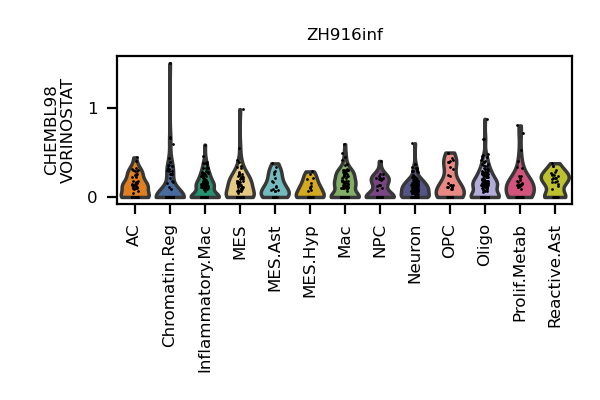 ZH916inf
CHEMBL98
VORINOSTAT
1
0
AC
Chromatin.Reg
Inflammatory.Mac
MES
MES.Ast
MES.Hyp
Mac
NPC
Neuron
OPC
Oligo
Prolif.Metab
Reactive.Ast